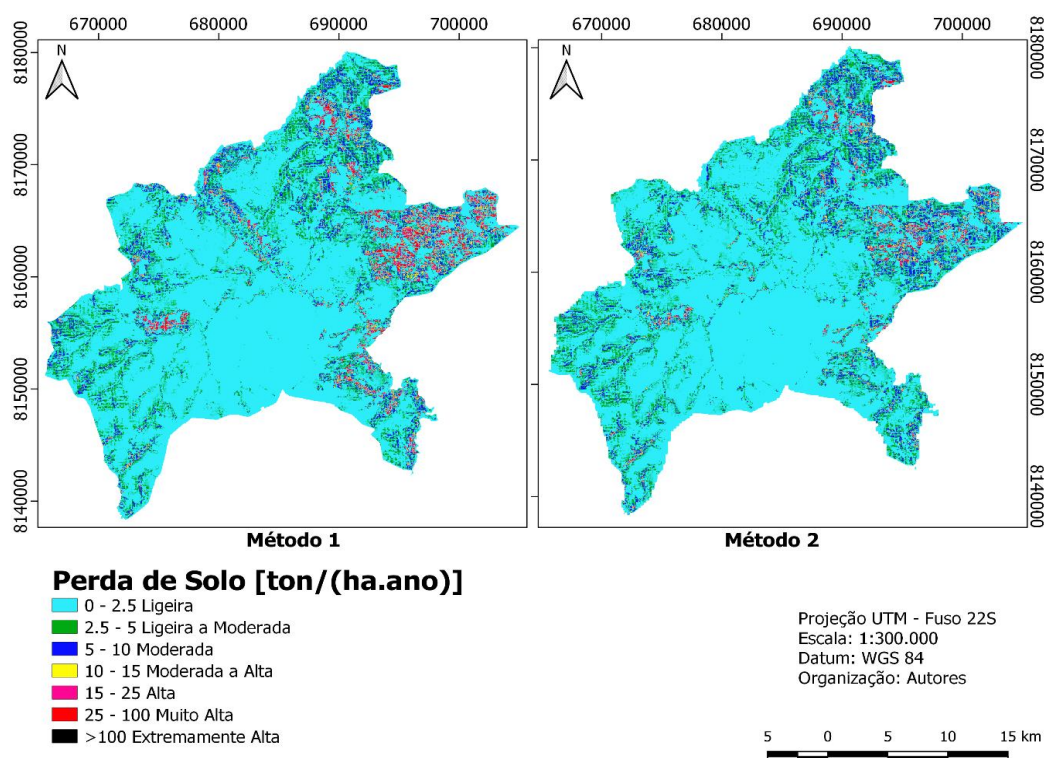 670000 680000 690000 700000
670000 680000 690000 700000
N
N
8180000
8170000
8160000
8150000
8140000
8180000
8170000
8160000
8150000
8140000
Método 1
Método 2
Perda de Solo [ton/(ha.ano)]
0 - 2.5 Ligeira
2.5 - 5 Ligeira a Moderada
5 - 10 Moderada
10 - 15 Moderada a Alta
15 - 25 Alta
25 - 100 Muito Alta
>100 Extremamente Alta
Projeção UTM - Fuso 22S
Escala: 1:300.000
Datum: WGS 84
Organização: Autores
5 0 5 10 15 km